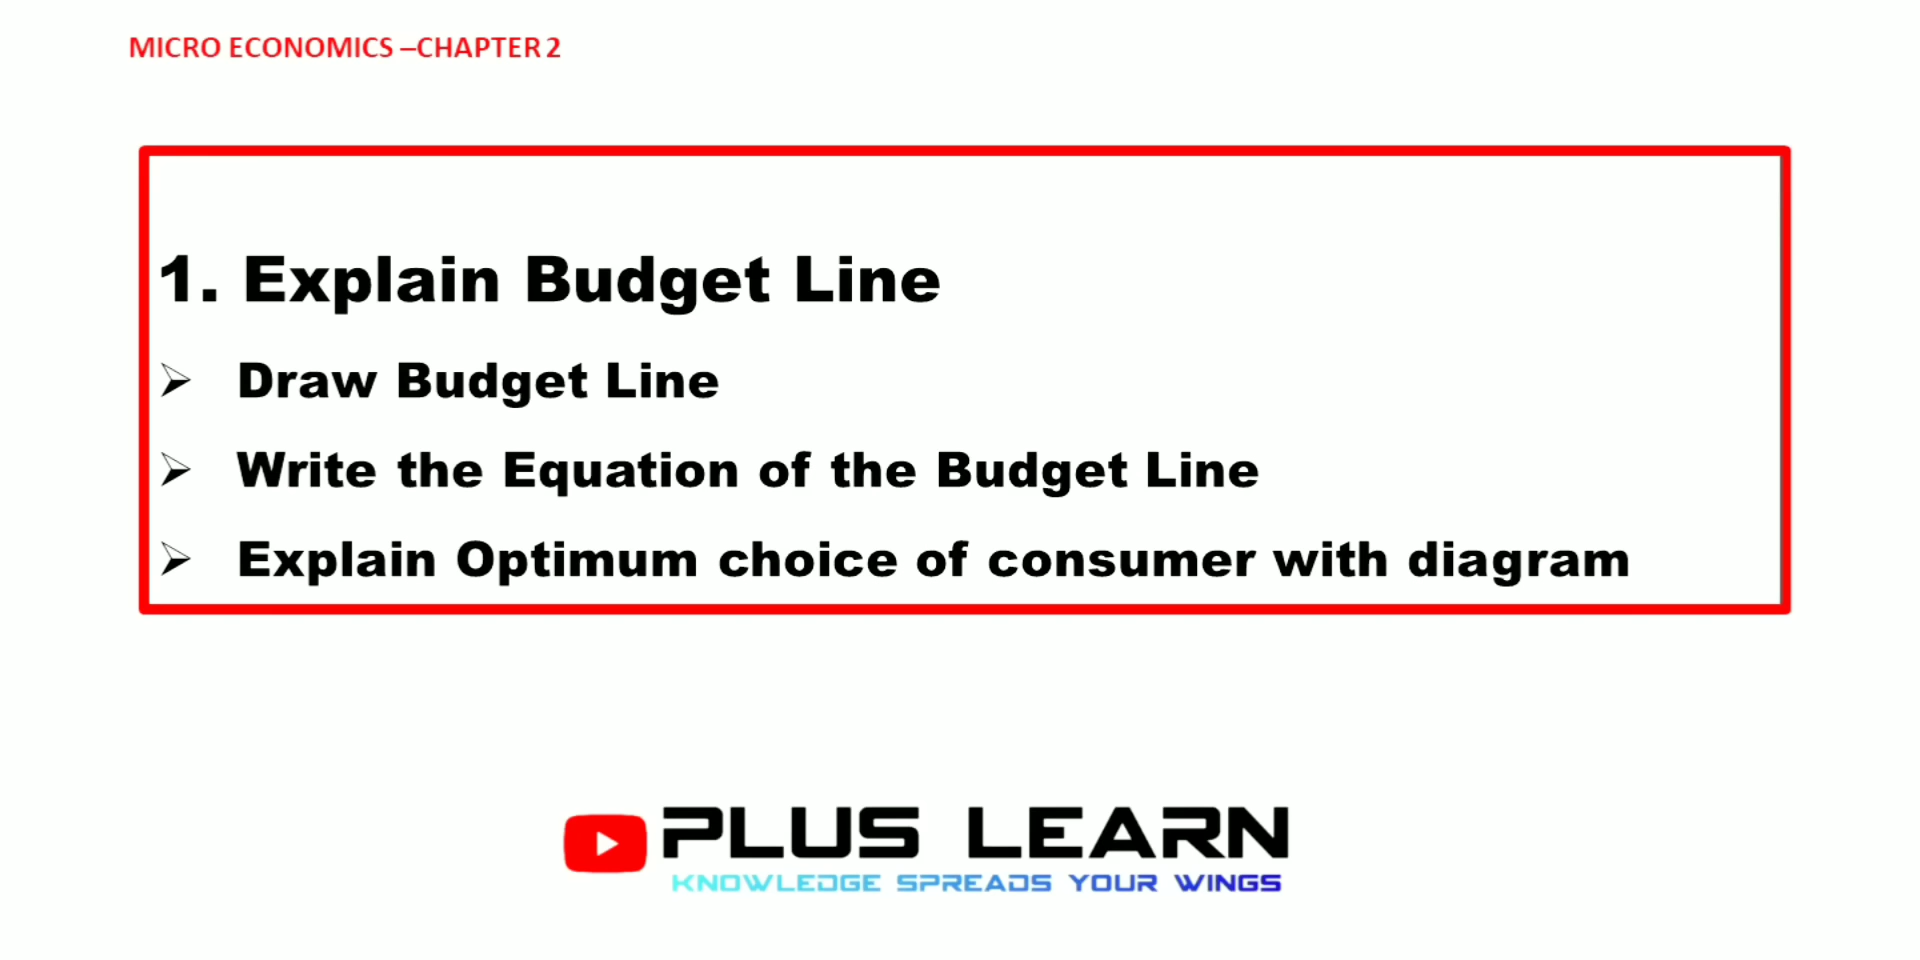 MICRO ECONOMICS –CHAPTER 2
1. Explain Budget Line
➢ Draw Budget Line
➢ Write the Equation of the Budget Line
➢ Explain Optimum choice of consumer with diagram
PLUS LEARN
KNOWLEDGE SPREADS YOUR WINGS